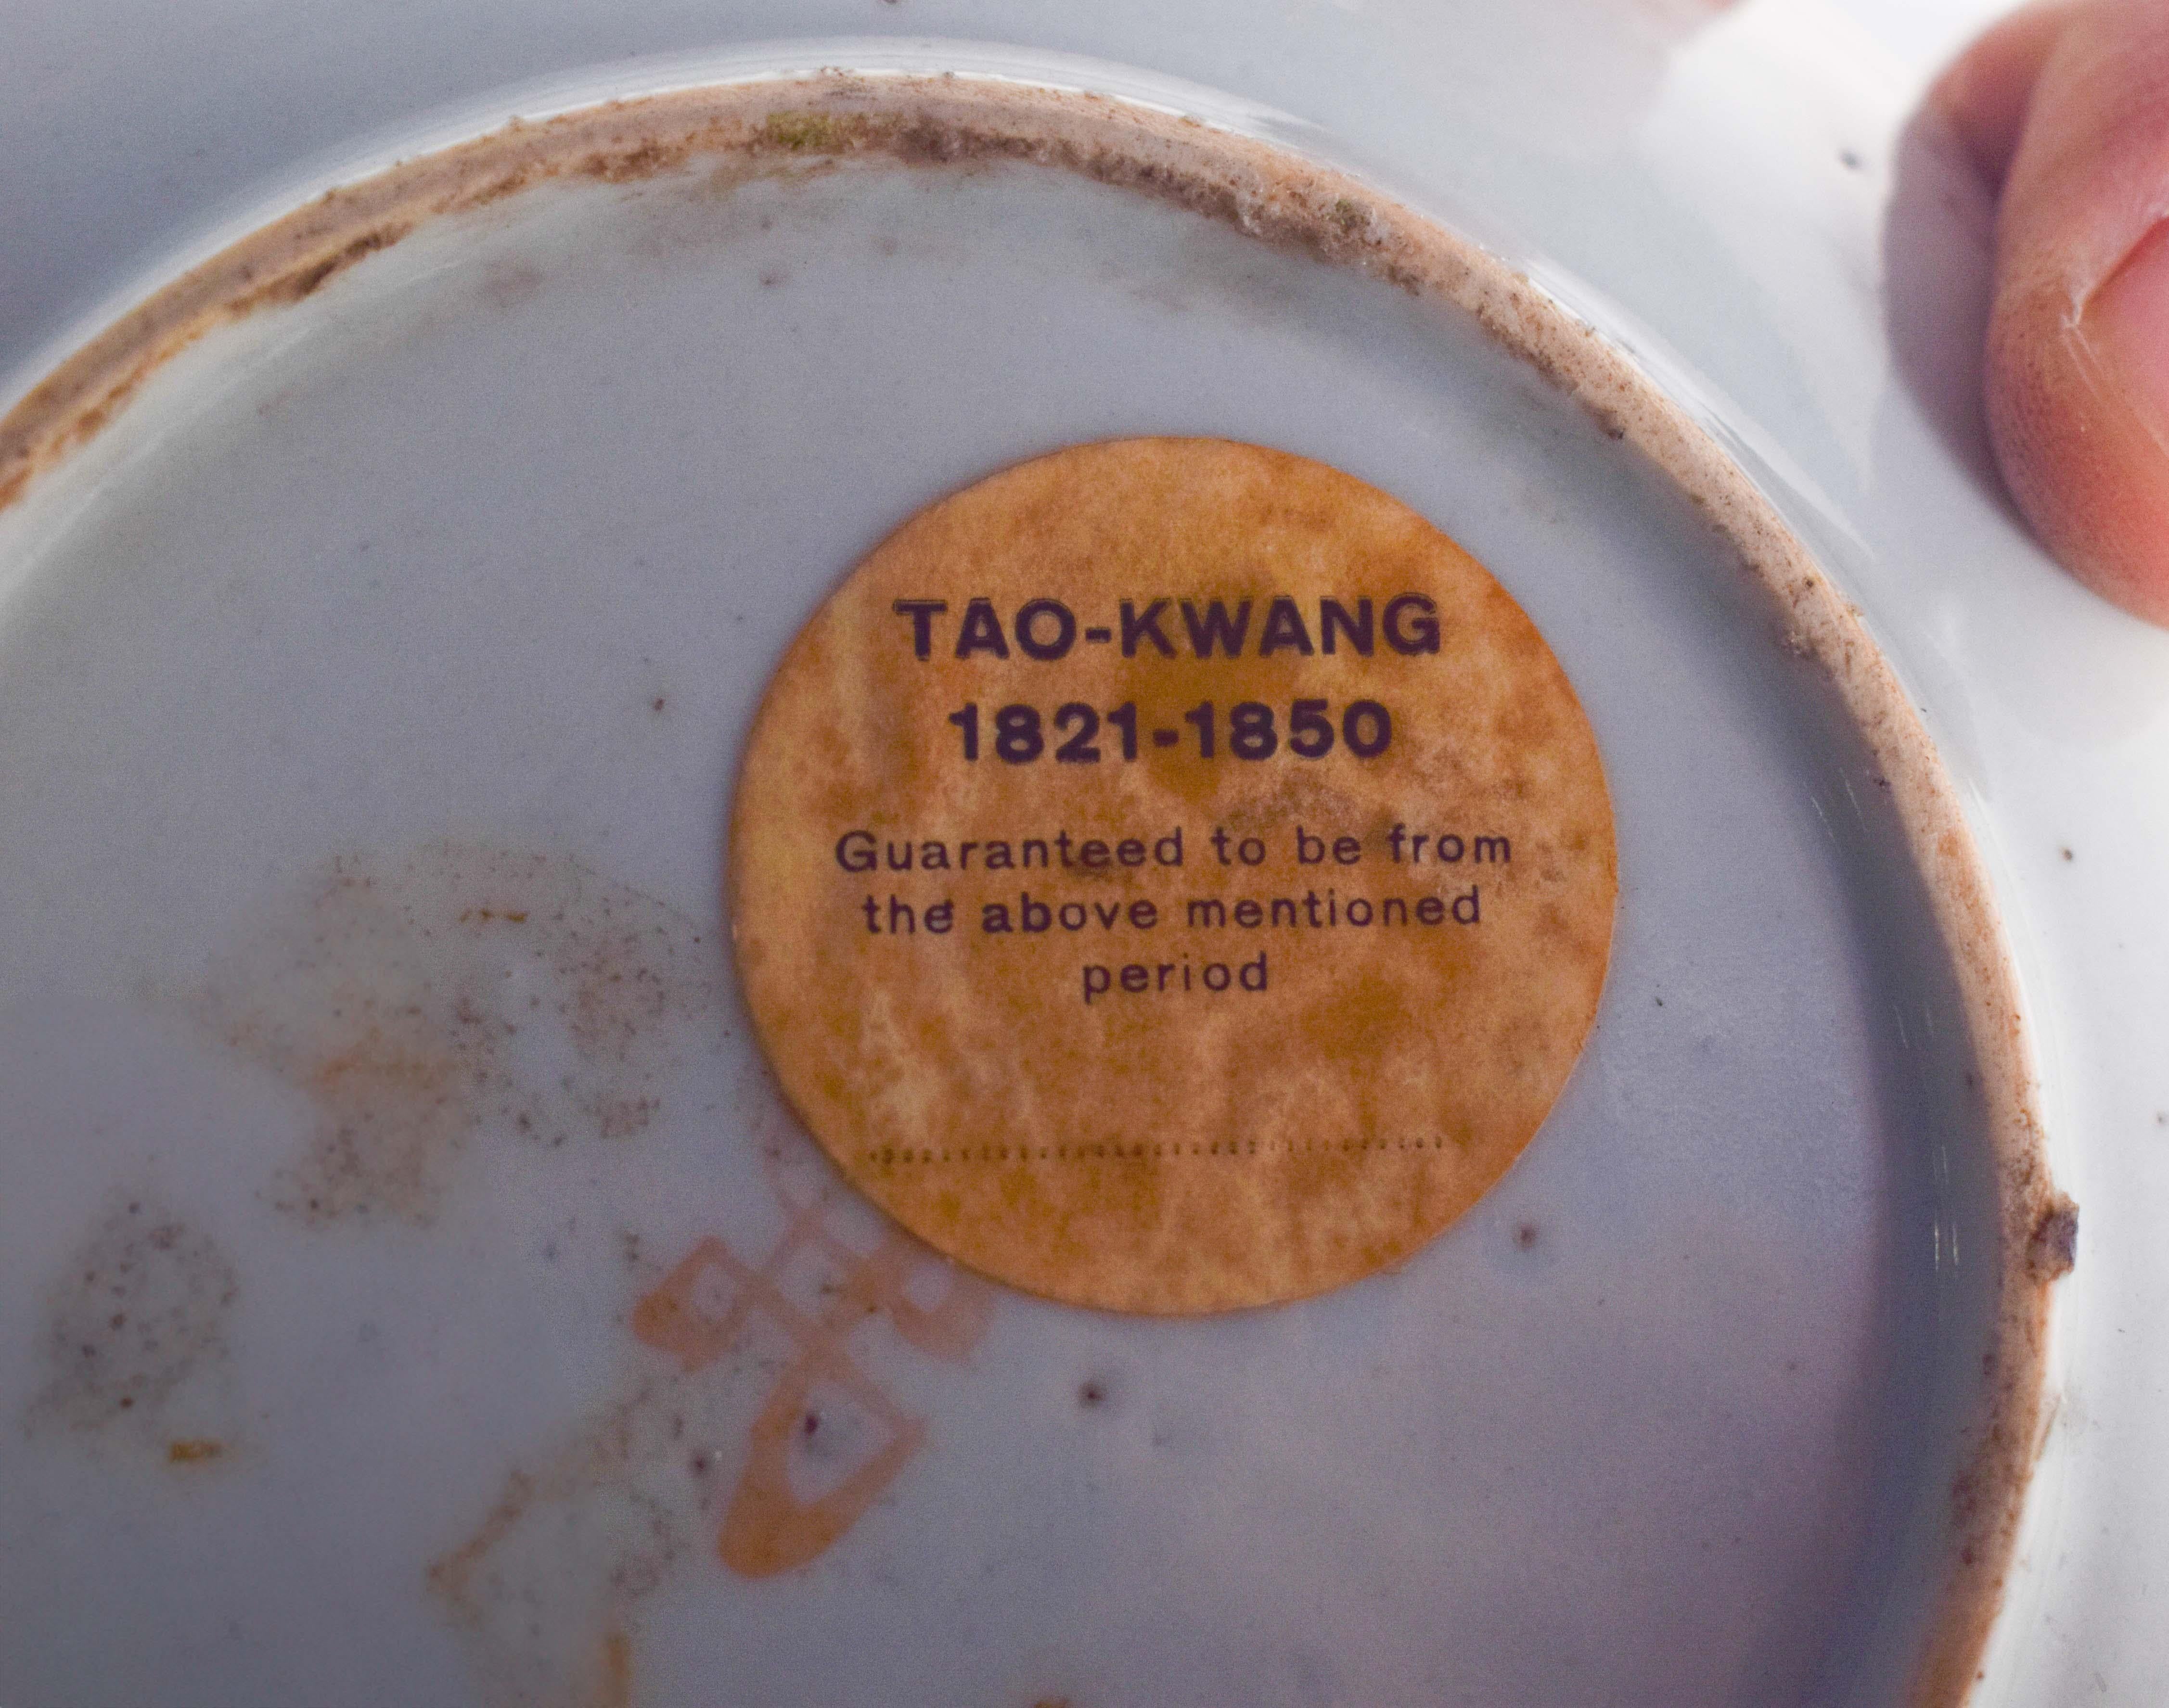 TAO-KWANG
1821-1850
Guaranteed to be from
the above mentioned
period